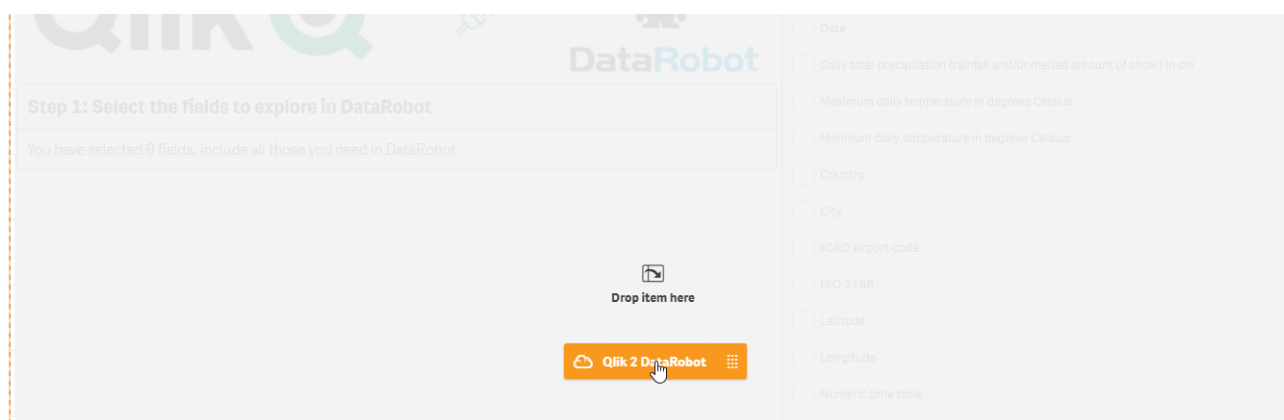 Qlik
DataRobot
Step 1: Select the fields to explore in DataRobot
You have selected 0 fields, include all those you need in DataRobot.
Drop item here
Qlik 2 DataRobot
Date
Daily total precipitation (rainfall and/or melted amount of snow) in cm
Maximum daily temperature in degrees Celsius
Minimum daily temperature in degrees Celsius
Country
City
ICAO airport code
ISO 3166
Latitude
Longitude
Numeric time zone